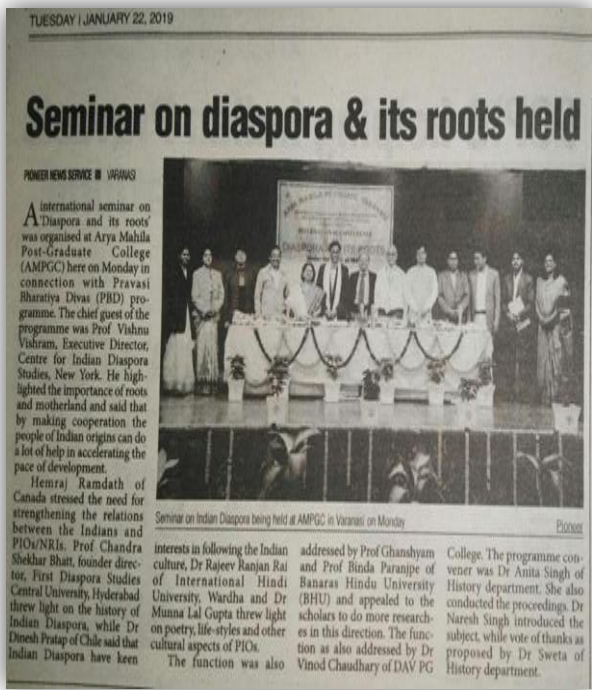 TUESDAY | JANUARY 22, 2019
Seminar on diaspora & its roots held
PIONEER NEWS SERVICE ■ VARANASI
A international seminar on
'Diaspora and its roots'
was organised at Arya Mahila
Post-Graduate College
(AMPGC) here on Monday in
connection with Pravasi
Bharatiya Divas (PBD) pro-
gramme. The chief guest of the
programme was Prof Vishnu
Vishram, Executive Director,
Centre for Indian Diaspora
Studies, New York. He high-
lighted the importance of roots
and motherland and said that
by making cooperation the
people of Indian origins can do
a lot of help in accelerating the
pace of development.
Hemraj Ramdath of
Canada stressed the need for
strengthening the relations
between the Indians and
PIOs/NRIs. Prof Chandra
Shekhar Bhatt, founder direc-
tor, First Diaspora Studies
Central University, Hyderabad
threw light on the history of
Indian Diaspora, while Dr
Dinesh Pratap of Chile said that
Indian Diaspora have keen
DIASPORA ITS ROOTS
Seminar on Indian Diaspora being held at AMPGC in Varanasi on Monday
Pioneer
interests in following the Indian
culture, Dr Rajeev Ranjan Rai
of International Hindi
University, Wardha and Dr
Munna Lal Gupta threw light
on poetry, life-styles and other
cultural aspects of PIOs.
The function was also
addressed by Prof Ghanshyam
and Prof Binda Paranjpe of
Banaras Hindu University
(BHU) and appealed to the
scholars to do more research-
es in this direction. The func-
tion as also addressed by Dr
Vinod Chaudhary of DAV PG
College. The programme con-
vener was Dr Anita Singh of
History department. She also
conducted the proceedings. Dr
Naresh Singh introduced the
subject, while vote of thanks as
proposed by Dr Sweta of
History department.